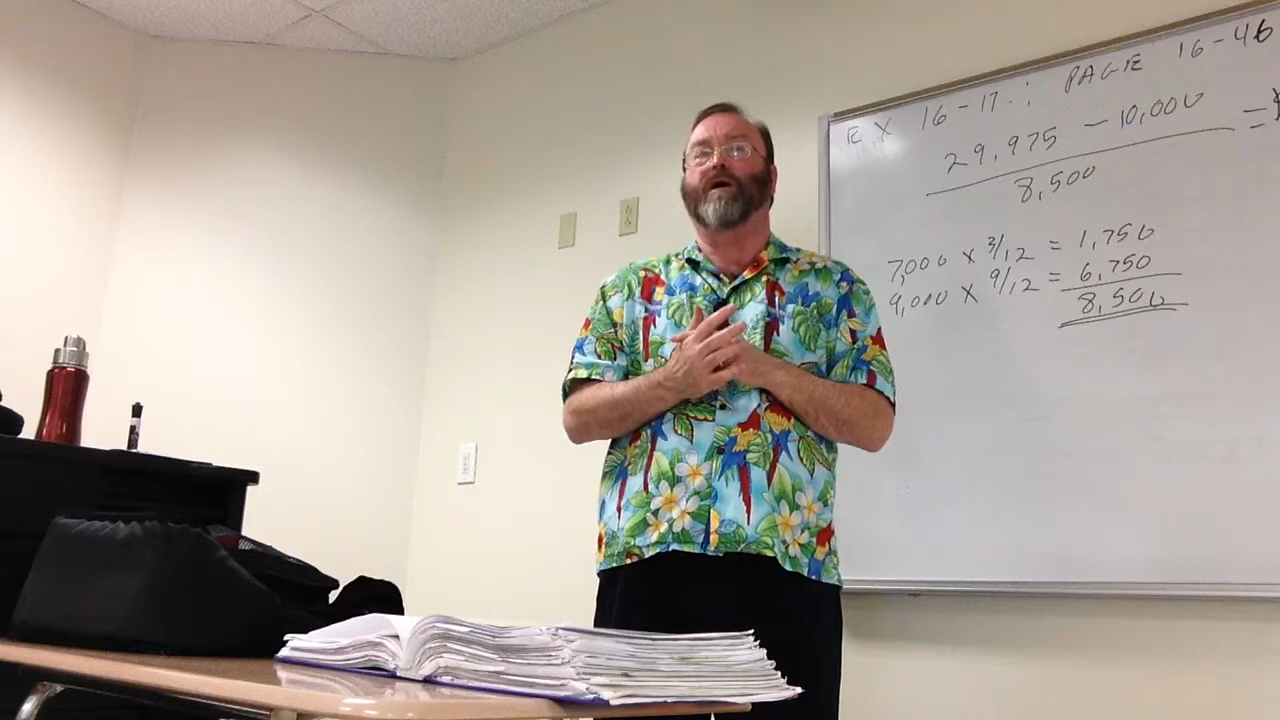 EX 16-17.; PAGE 16-46
29,975 - 10,000 =
8,500
7,000 x 3/12 = 1,750
9,000 x 9/12 = 6,750
8,500